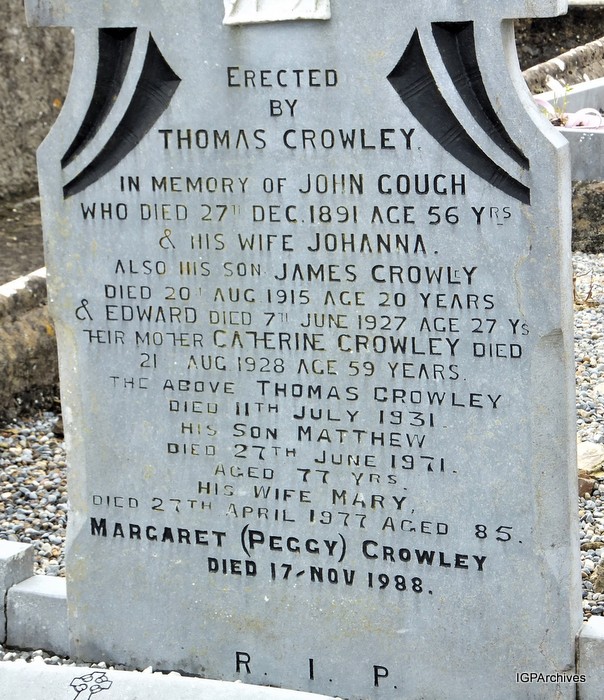 ERECTED
BY
THOMAS CROWLEY.
IN MEMORY OF JOHN GOUGH
WHO DIED 27TH DEC. 1891 AGE 56 YRS
& HIS WIFE JOHANNA.
ALSO HIS SON JAMES CROWLEY
DIED 20TH AUG 1915 AGE 20 YEARS
& EDWARD DIED 7TH JUNE 1927 AGE 27 YS
THEIR MOTHER CATERINE CROWLEY DIED
21 AUG 1928 AGE 59 YEARS.
THE ABOVE THOMAS CROWLEY
DIED 11TH JULY 1931.
HIS SON MATTHEW
DIED 27TH JUNE 1971.
AGED 77 YRS.
HIS WIFE MARY,
DIED 27TH APRIL 1977 AGED 85.
MARGARET (PEGGY) CROWLEY
DIED 17-NOV 1988.
R. I. P.
IGPArchives